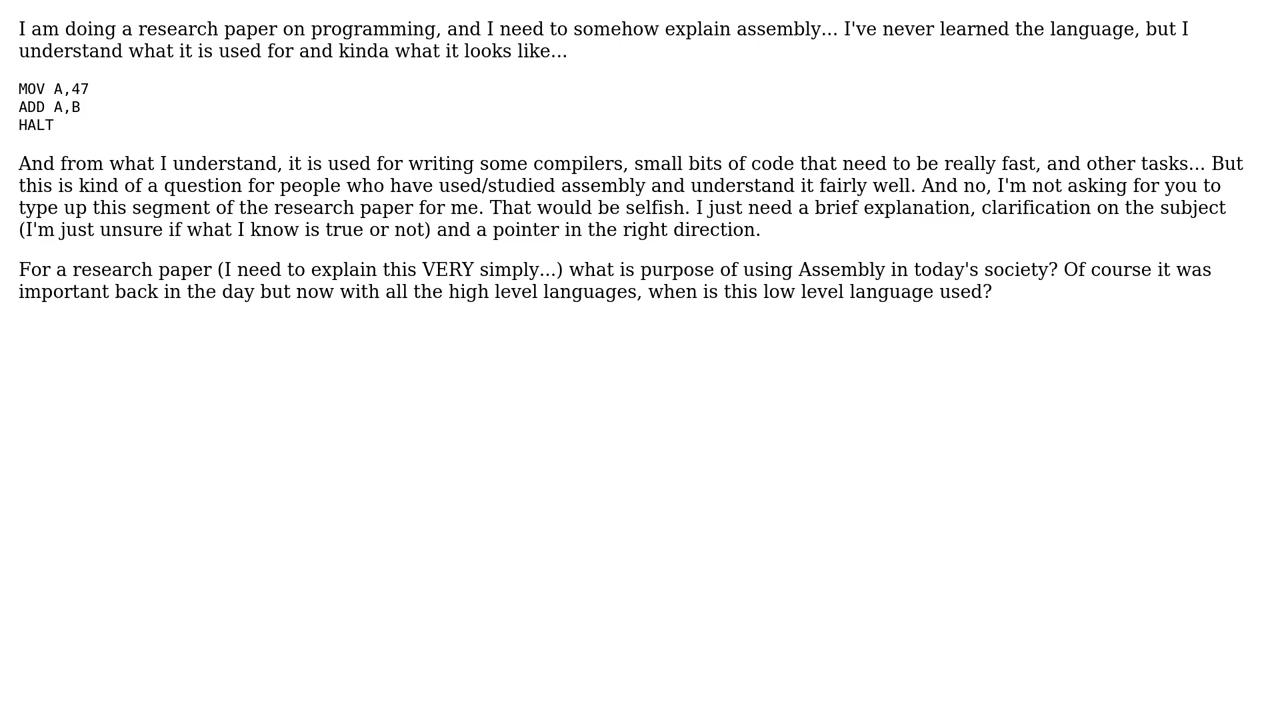 I am doing a research paper on programming, and I need to somehow explain assembly... I've never learned the language, but I
understand what it is used for and kinda what it looks like...
MOV A,47
ADD A,B
HALT
And from what I understand, it is used for writing some compilers, small bits of code that need to be really fast, and other tasks... But
this is kind of a question for people who have used/studied assembly and understand it fairly well. And no, I'm not asking for you to
type up this segment of the research paper for me. That would be selfish. I just need a brief explanation, clarification on the subject
(I'm just unsure if what I know is true or not) and a pointer in the right direction.
For a research paper (I need to explain this VERY simply...) what is purpose of using Assembly in today's society? Of course it was
important back in the day but now with all the high level languages, when is this low level language used?